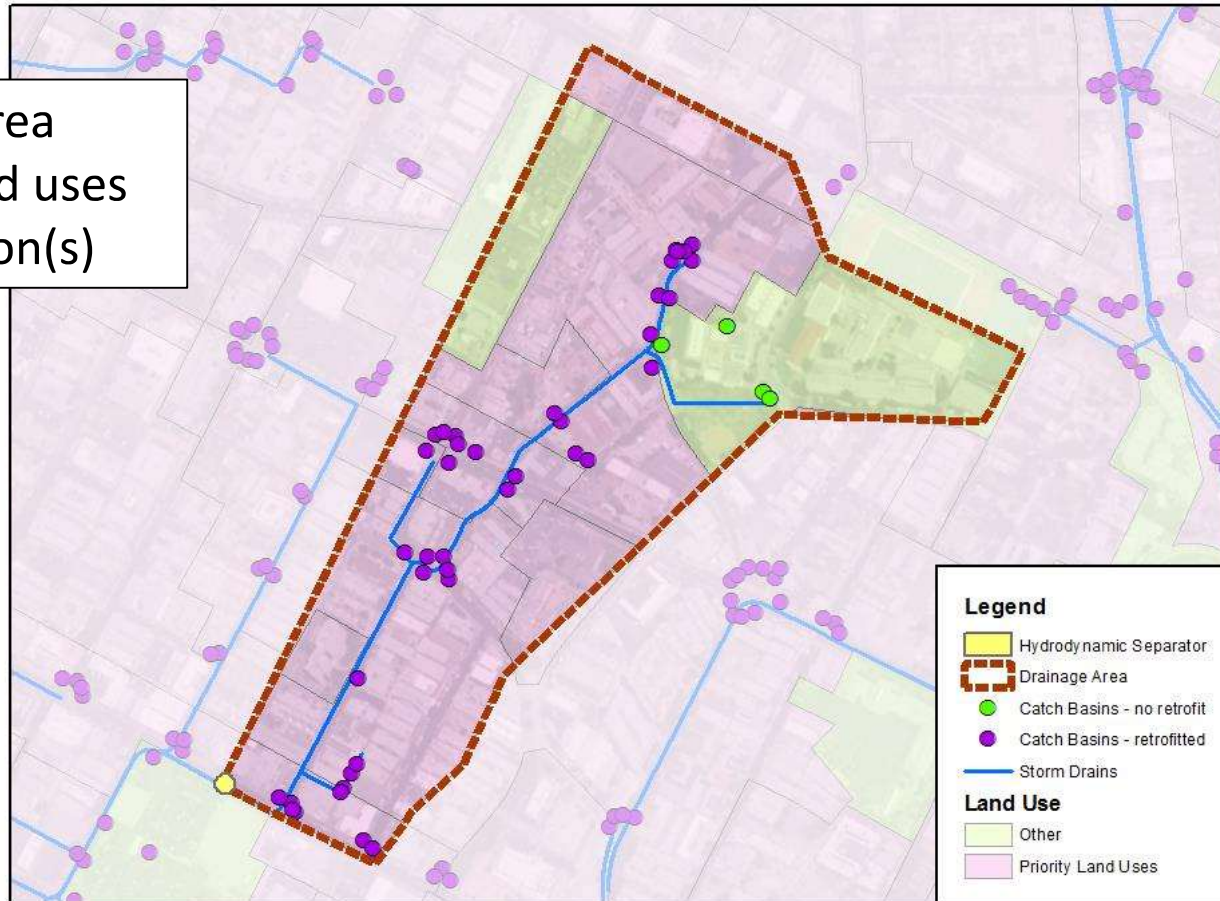 rea
d uses
on(s)
Legend
Hydrodynamic Separator
Drainage Area
Catch Basins - no retrofit
Catch Basins - retrofitted
Storm Drains
Land Use
Other
Priority Land Uses